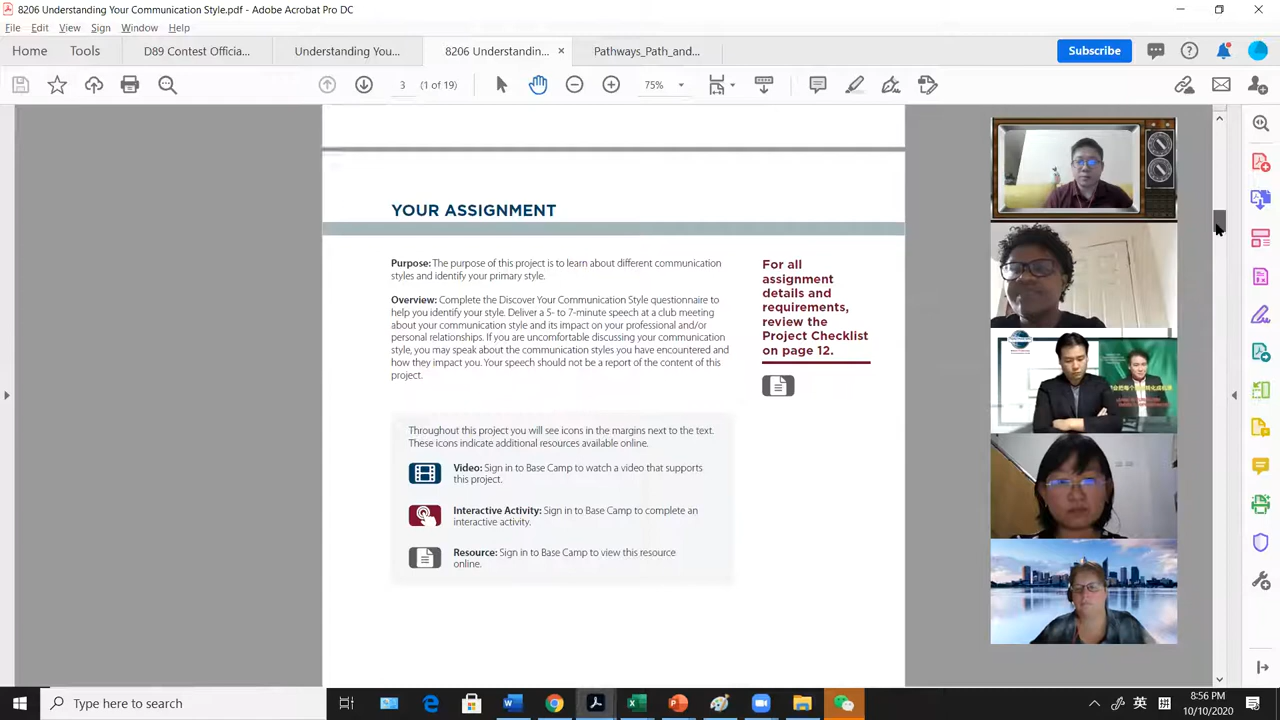 8206 Understanding Your Communication Style.pdf - Adobe Acrobat Pro DC
File Edit View Sign Window Help
Home Tools D89 Contest Officia... Understanding You... 8206 Understandin... × Pathways_Path_and... Subscribe
3 (1 of 19) 75%
YOUR ASSIGNMENT
Purpose: The purpose of this project is to learn about different communication
styles and identify your primary style.
Overview: Complete the Discover Your Communication Style questionnaire to
help you identify your style. Deliver a 5- to 7-minute speech at a club meeting
about your communication style and its impact on your professional and/or
personal relationships. If you are uncomfortable discussing your communication
style, you may speak about the communication styles you have encountered and
how they impact you. Your speech should not be a report of the content of this
project.
For all
assignment
details and
requirements,
review the
Project Checklist
on page 12.
Throughout this project you will see icons in the margins next to the text.
These icons indicate additional resources available online.
Video: Sign in to Base Camp to watch a video that supports
this project.
Interactive Activity: Sign in to Base Camp to complete an
interactive activity.
Resource: Sign in to Base Camp to view this resource
online.
Type here to search
英 拼
8:56 PM
10/10/2020